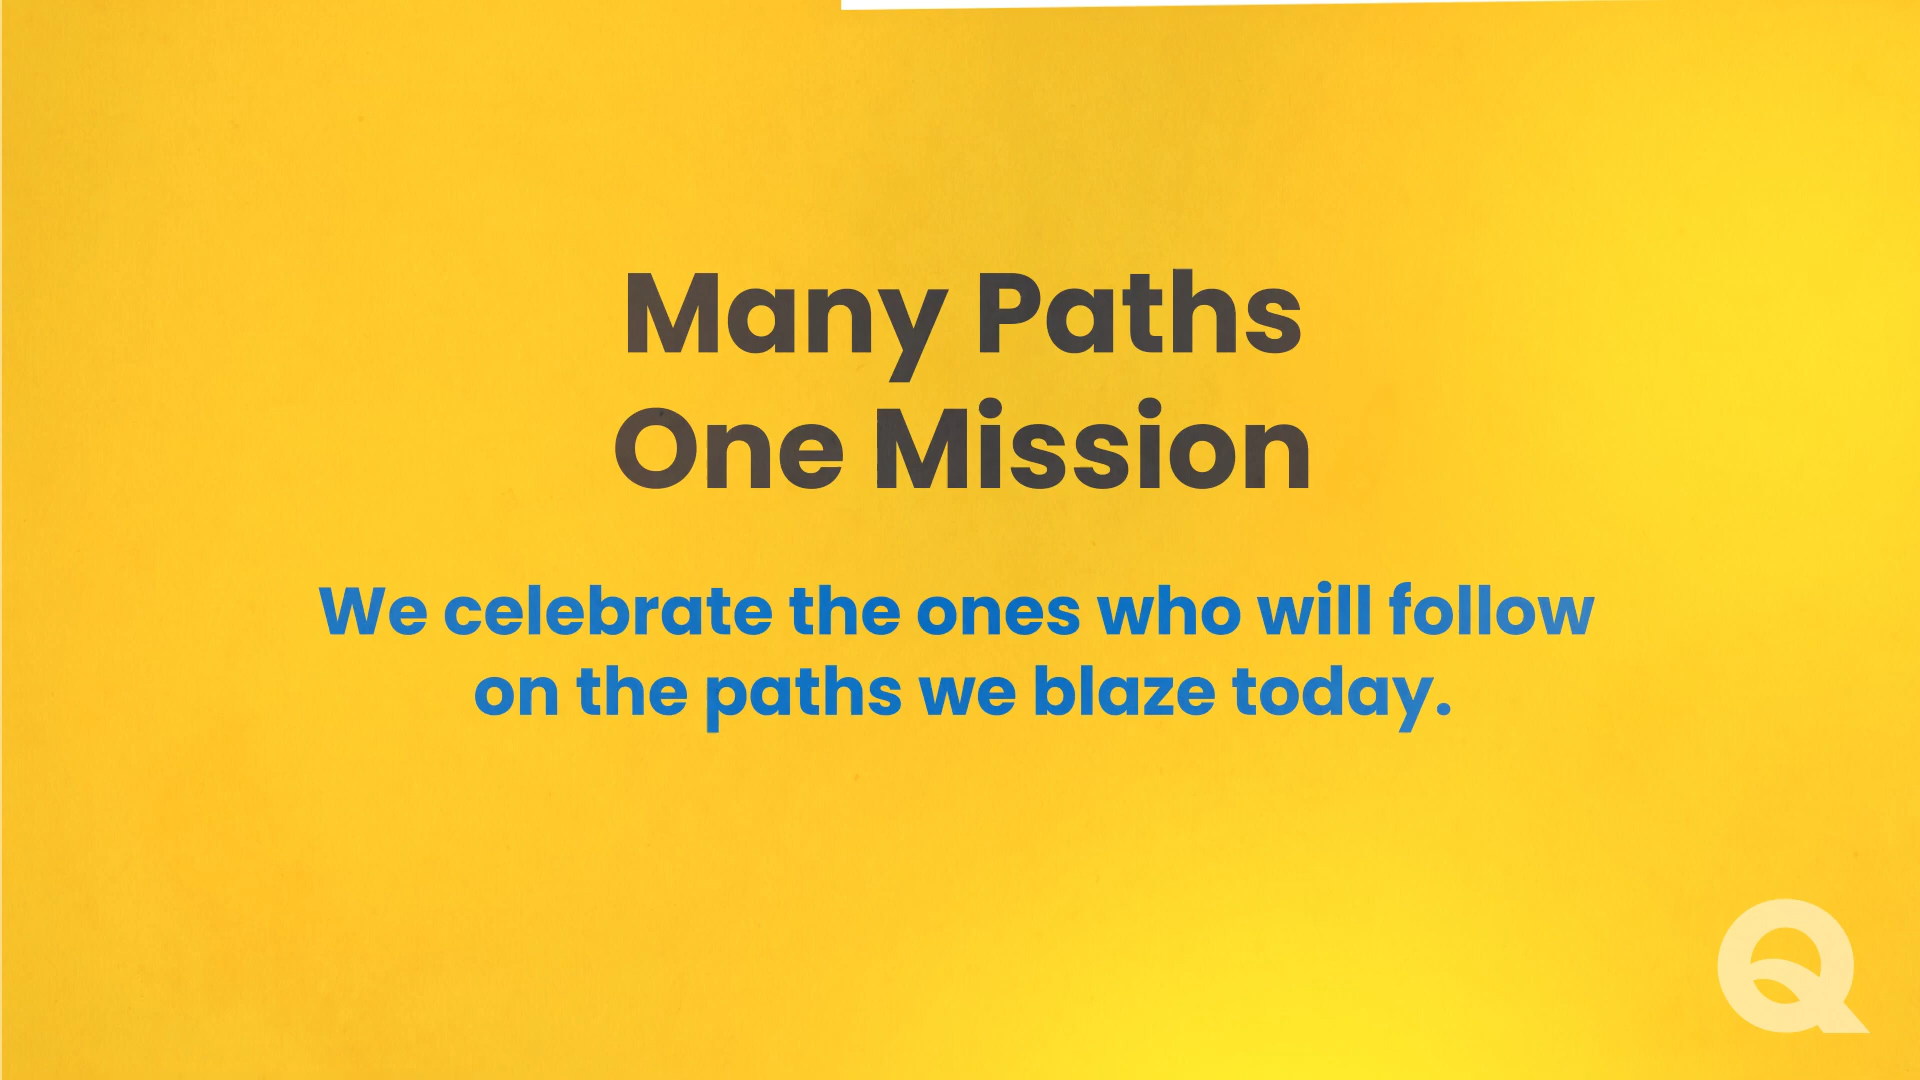 Many Paths
One Mission
We celebrate the ones who will follow
on the paths we blaze today.
Q